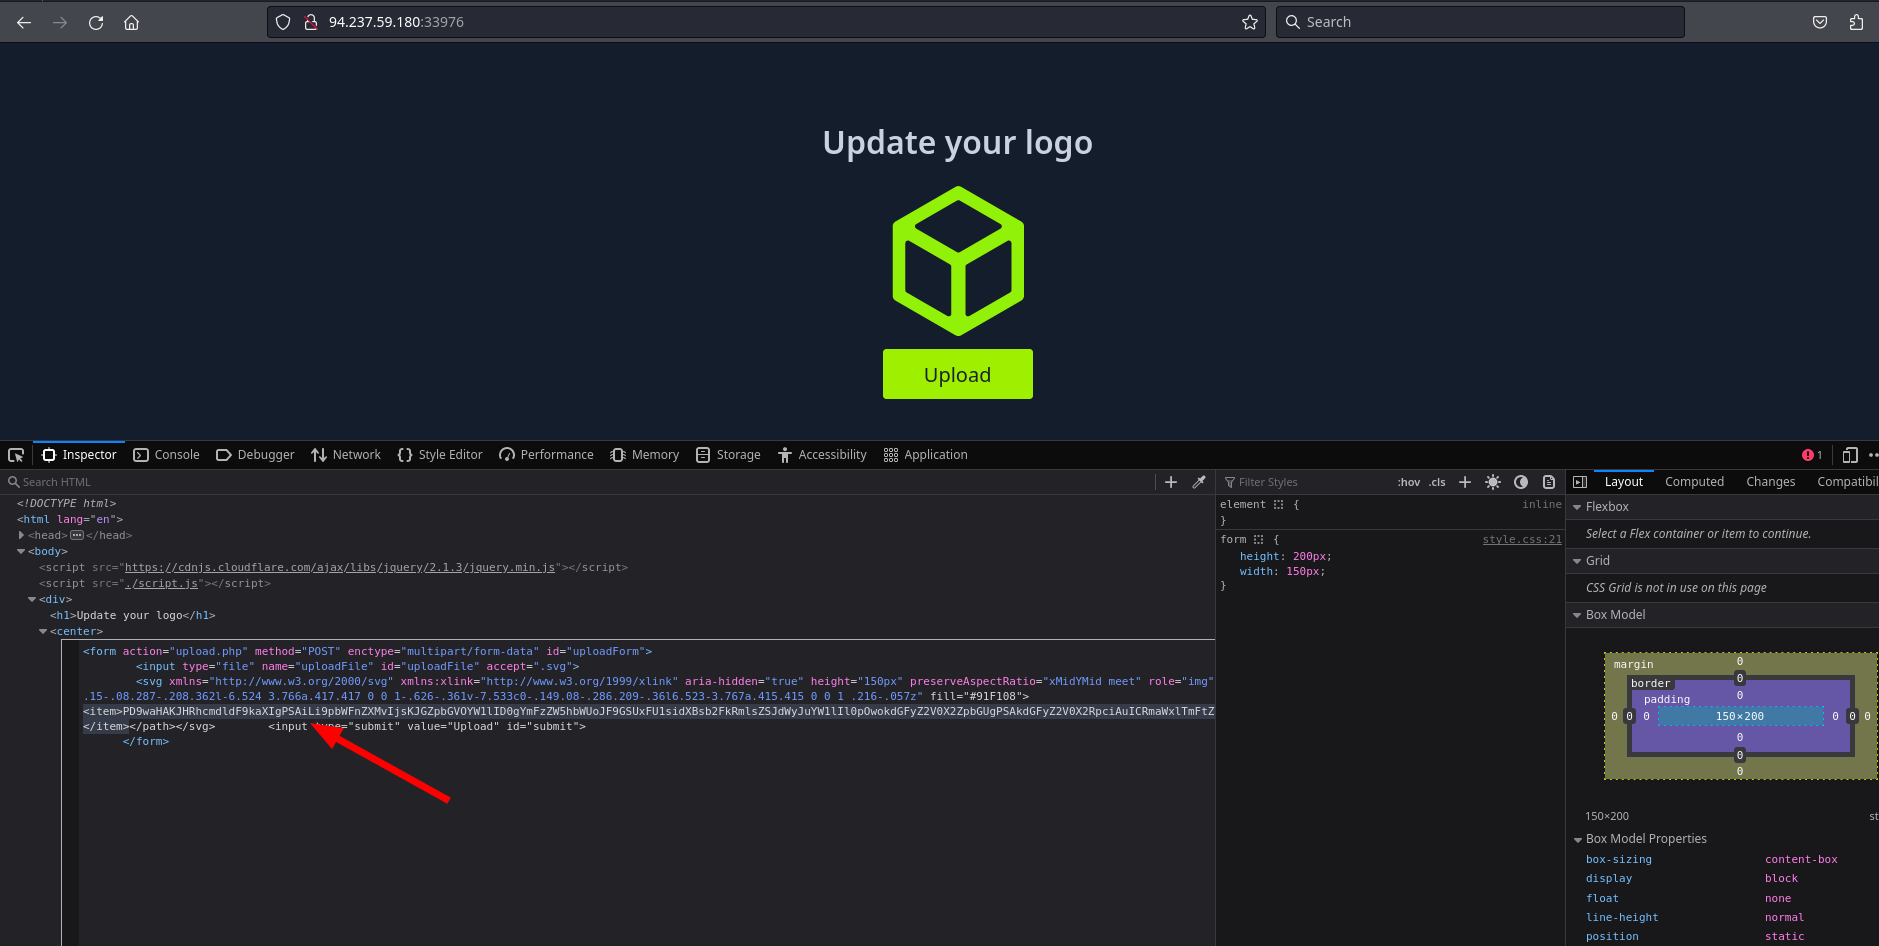 94.237.59.180:33976
Search
Update your logo
Upload
Inspector Console Debugger Network Style Editor Performance Memory Storage Accessibility Application 1
Search HTML
<!DOCTYPE html>
<html lang="en">
<head> </head>
<body>
<script src="https://cdnjs.cloudflare.com/ajax/libs/jquery/2.1.3/jquery.min.js"></script>
<script src="./script.js"></script>
<div>
<h1>Update your logo</h1>
<center>
<form action="upload.php" method="POST" enctype="multipart/form-data" id="uploadForm">
<input type="file" name="uploadFile" id="uploadFile" accept=".svg">
<svg xmlns="http://www.w3.org/2000/svg" xmlns:xlink="http://www.w3.org/1999/xlink" aria-hidden="true" height="150px" preserveAspectRatio="xMidYMid meet" role="img"
.15-.08.287-.208.362l-6.524 3.766a.417.417 0 0 1-.626-.361v-7.533c0-.149.08-.286.209-.36l6.523-3.767a.415.415 0 0 1 .216-.057z" fill="#91F108">
<item>PD9waHAKJHRhcmdldF9kaXIgPSAiLi9pbWFnZXMvIjsKJGZpbGVOYW1lID0gYmFzZW5hbWUoJF9GSUxFU1sidXBsb2FkRmlsZSJdWyJuYW1lIl0pOwokdGFyZ2V0X2ZpbGUgPSAkdGFyZ2V0X2RpciAuICRmaWxlTmFtZ
</item></path></svg> <input type="submit" value="Upload" id="submit">
</form>
Filter Styles
:hov .cls
element {
inline
}
form {
style.css:21
height: 200px;
width: 150px;
}
Layout Computed Changes Compatibil
Flexbox
Select a Flex container or item to continue.
Grid
CSS Grid is not in use on this page
Box Model
margin
0
border
0
padding
0
0 0 0 150×200 0 0 0
0
0
0
150×200
st
Box Model Properties
box-sizing content-box
display block
float none
line-height normal
position static